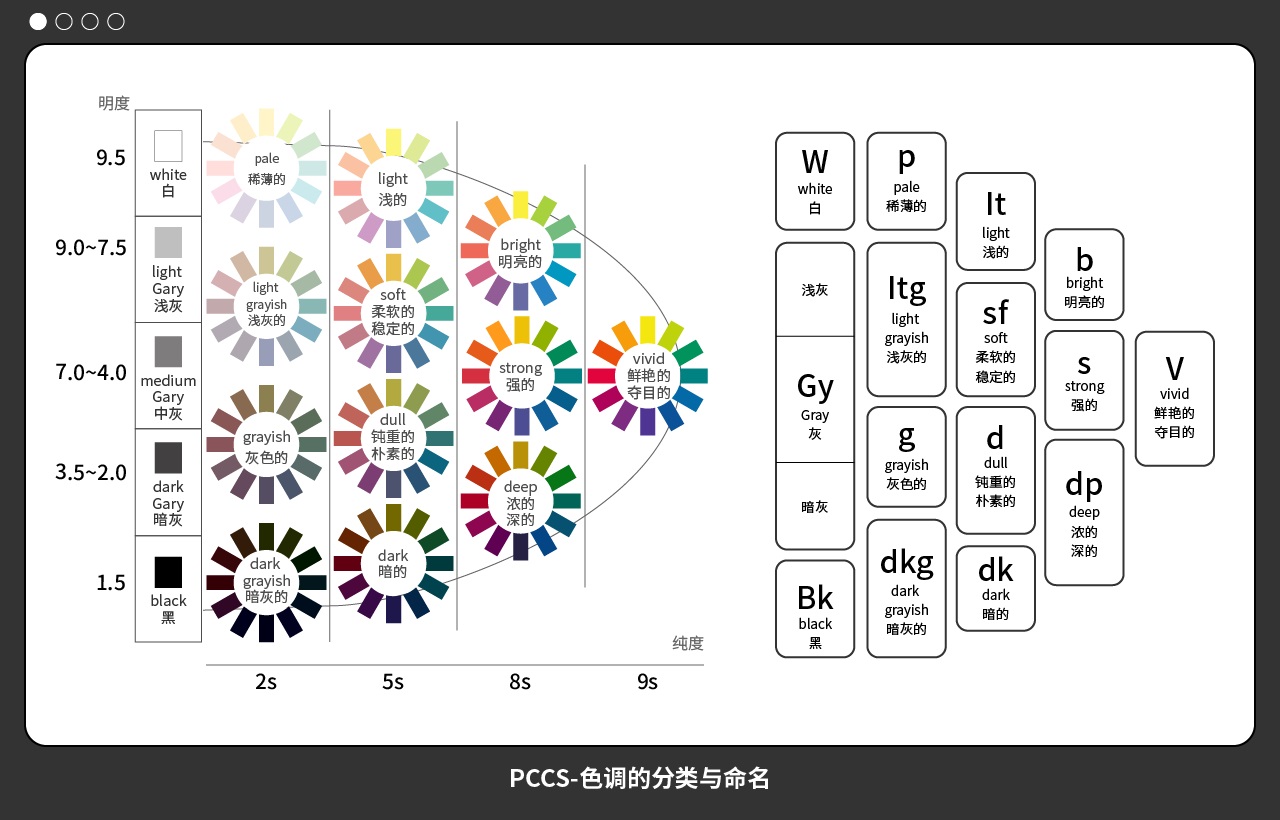 明度
9.5
white
白
9.0~7.5
light
Gary
浅灰
7.0~4.0
medium
Gary
中灰
3.5~2.0
dark
Gary
暗灰
1.5
black
黑
pale
稀薄的
light
grayish
浅灰的
grayish
灰色的
dark
grayish
暗灰的
light
浅的
soft
柔软的
稳定的
dull
钝重的
朴素的
dark
暗的
bright
明亮的
strong
强的
deep
浓的
深的
vivid
鲜艳的
夺目的
纯度
2s
5s
8s
9s
W
white
白
浅灰
Gy
Gray
灰
暗灰
Bk
black
黑
p
pale
稀薄的
ltg
light
grayish
浅灰的
g
grayish
灰色的
dkg
dark
grayish
暗灰的
lt
light
浅的
sf
soft
柔软的
稳定的
d
dull
钝重的
朴素的
dk
dark
暗的
b
bright
明亮的
s
strong
强的
dp
deep
浓的
深的
V
vivid
鲜艳的
夺目的
PCCS-色调的分类与命名